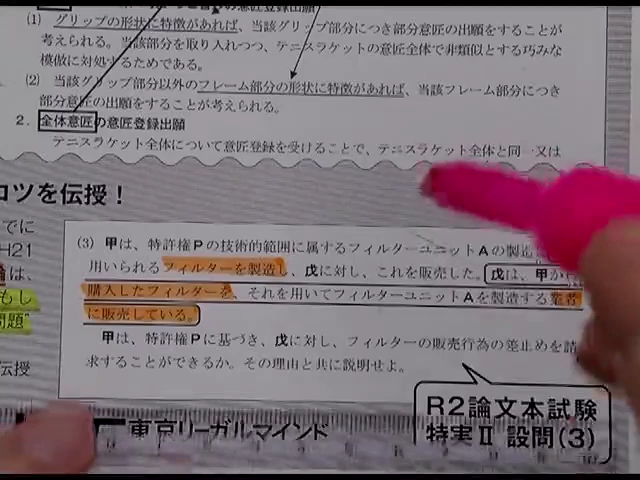 の意匠登録出願
(1) グリップの形状に特徴があれば、当該グリップ部分につき部分意匠の出願をすることが
考えられる。当該部分を取り入れつつ、テニスラケットの意匠全体で非類似とする巧みな
模倣に対処するためである。
(2) 当該グリップ部分以外のフレーム部分の形状に特徴があれば、当該フレーム部分につき
部分意匠の出願をすることが考えられる。
2. 全体意匠の意匠登録出願
テニスラケット全体について意匠登録を受けることで、テニスラケット全体と同一又は
コツを伝授！
でに
H21
は、
もし
問題"
伝授
(3) 甲は、特許権Pの技術的範囲に属するフィルターユニットAの製造
用いられるフィルターを製造し、戊に対し、これを販売した。戊は、甲か
購入したフィルターを、それを用いてフィルターユニットAを製造する業者
に販売している。
甲は、特許権Pに基づき、戊に対し、フィルターの販売行為の差止めを請
求することができるか。その理由と共に説明せよ。
R2論文本試験
特実Ⅱ 設問(3)
東京リーガルマインド